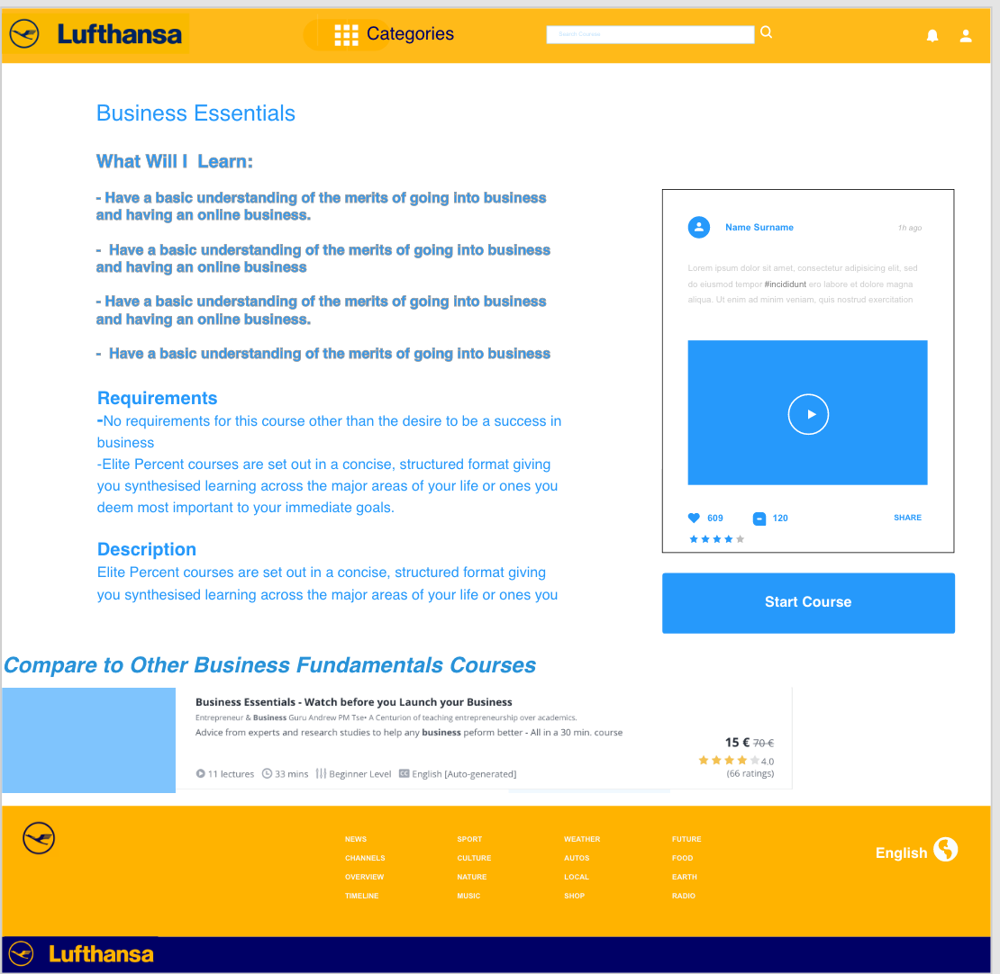 Lufthansa
Categories
Search Courses
Business Essentials
What Will I Learn:
- Have a basic understanding of the merits of going into business
and having an online business.
- Have a basic understanding of the merits of going into business
and having an online business
- Have a basic understanding of the merits of going into business
and having an online business.
- Have a basic understanding of the merits of going into business
Requirements
-No requirements for this course other than the desire to be a success in
business
-Elite Percent courses are set out in a concise, structured format giving
you synthesised learning across the major areas of your life or ones you
deem most important to your immediate goals.
Description
Elite Percent courses are set out in a concise, structured format giving
you synthesised learning across the major areas of your life or ones you
Name Surname
1h ago
Lorem ipsum dolor sit amet, consectetur adipisicing elit, sed
do eiusmod tempor #incididunt ero labore et dolore magna
aliqua. Ut enim ad minim veniam, quis nostrud exercitation
609
120
SHARE
Start Course
Compare to Other Business Fundamentals Courses
Business Essentials - Watch before you Launch your Business
Entrepreneur & Business Guru Andrew PM Tse• A Centurion of teaching entrepreneurship over academics.
Advice from experts and research studies to help any business peform better - All in a 30 min. course
15 € 70 €
4.0
(66 ratings)
11 lectures 33 mins Beginner Level CC English [Auto-generated]
NEWS SPORT WEATHER FUTURE
CHANNELS CULTURE AUTOS FOOD
OVERVIEW NATURE LOCAL EARTH
TIMELINE MUSIC SHOP RADIO
English
Lufthansa